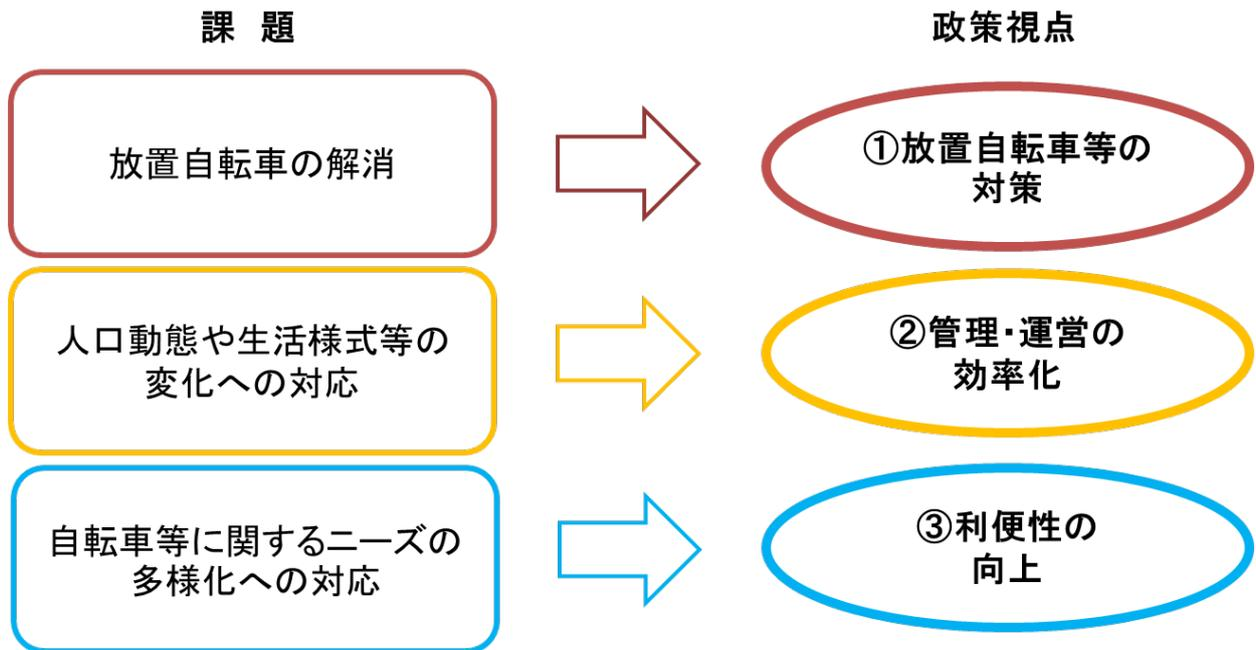 課 題
政策視点
放置自転車の解消
①放置自転車等の
対策
人口動態や生活様式等の
変化への対応
②管理・運営の
効率化
自転車等に関するニーズの
多様化への対応
③利便性の
向上